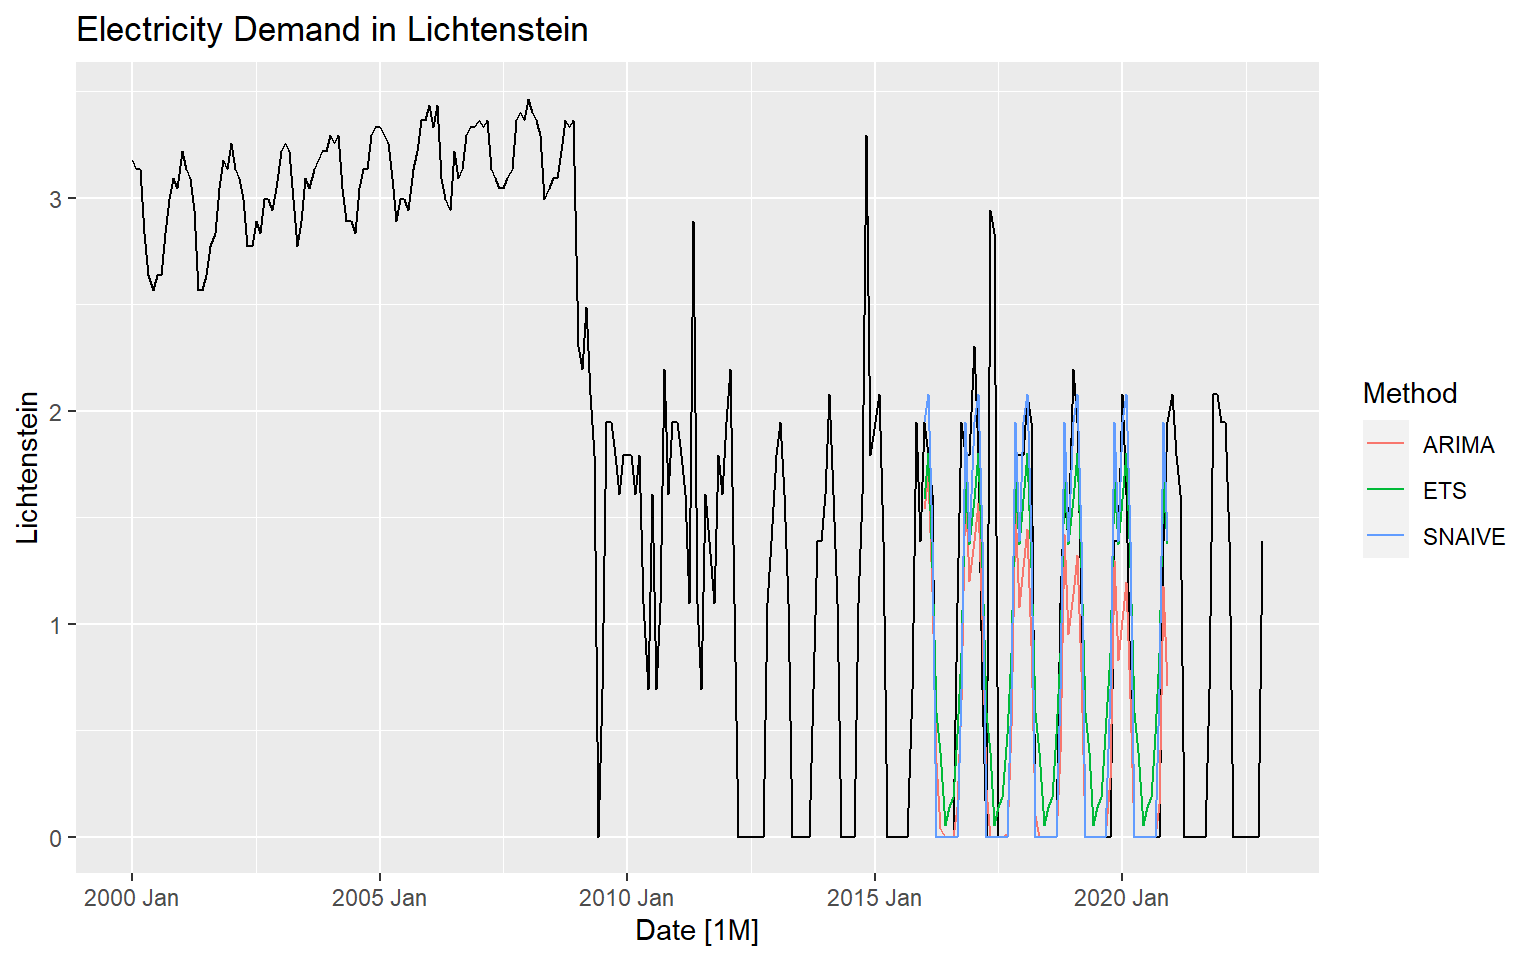 Electricity Demand in Lichtenstein
Lichtenstein
3
2
1
0
2000 Jan
2005 Jan
2010 Jan
2015 Jan
2020 Jan
Date [1M]
Method
ARIMA
ETS
SNAIVE